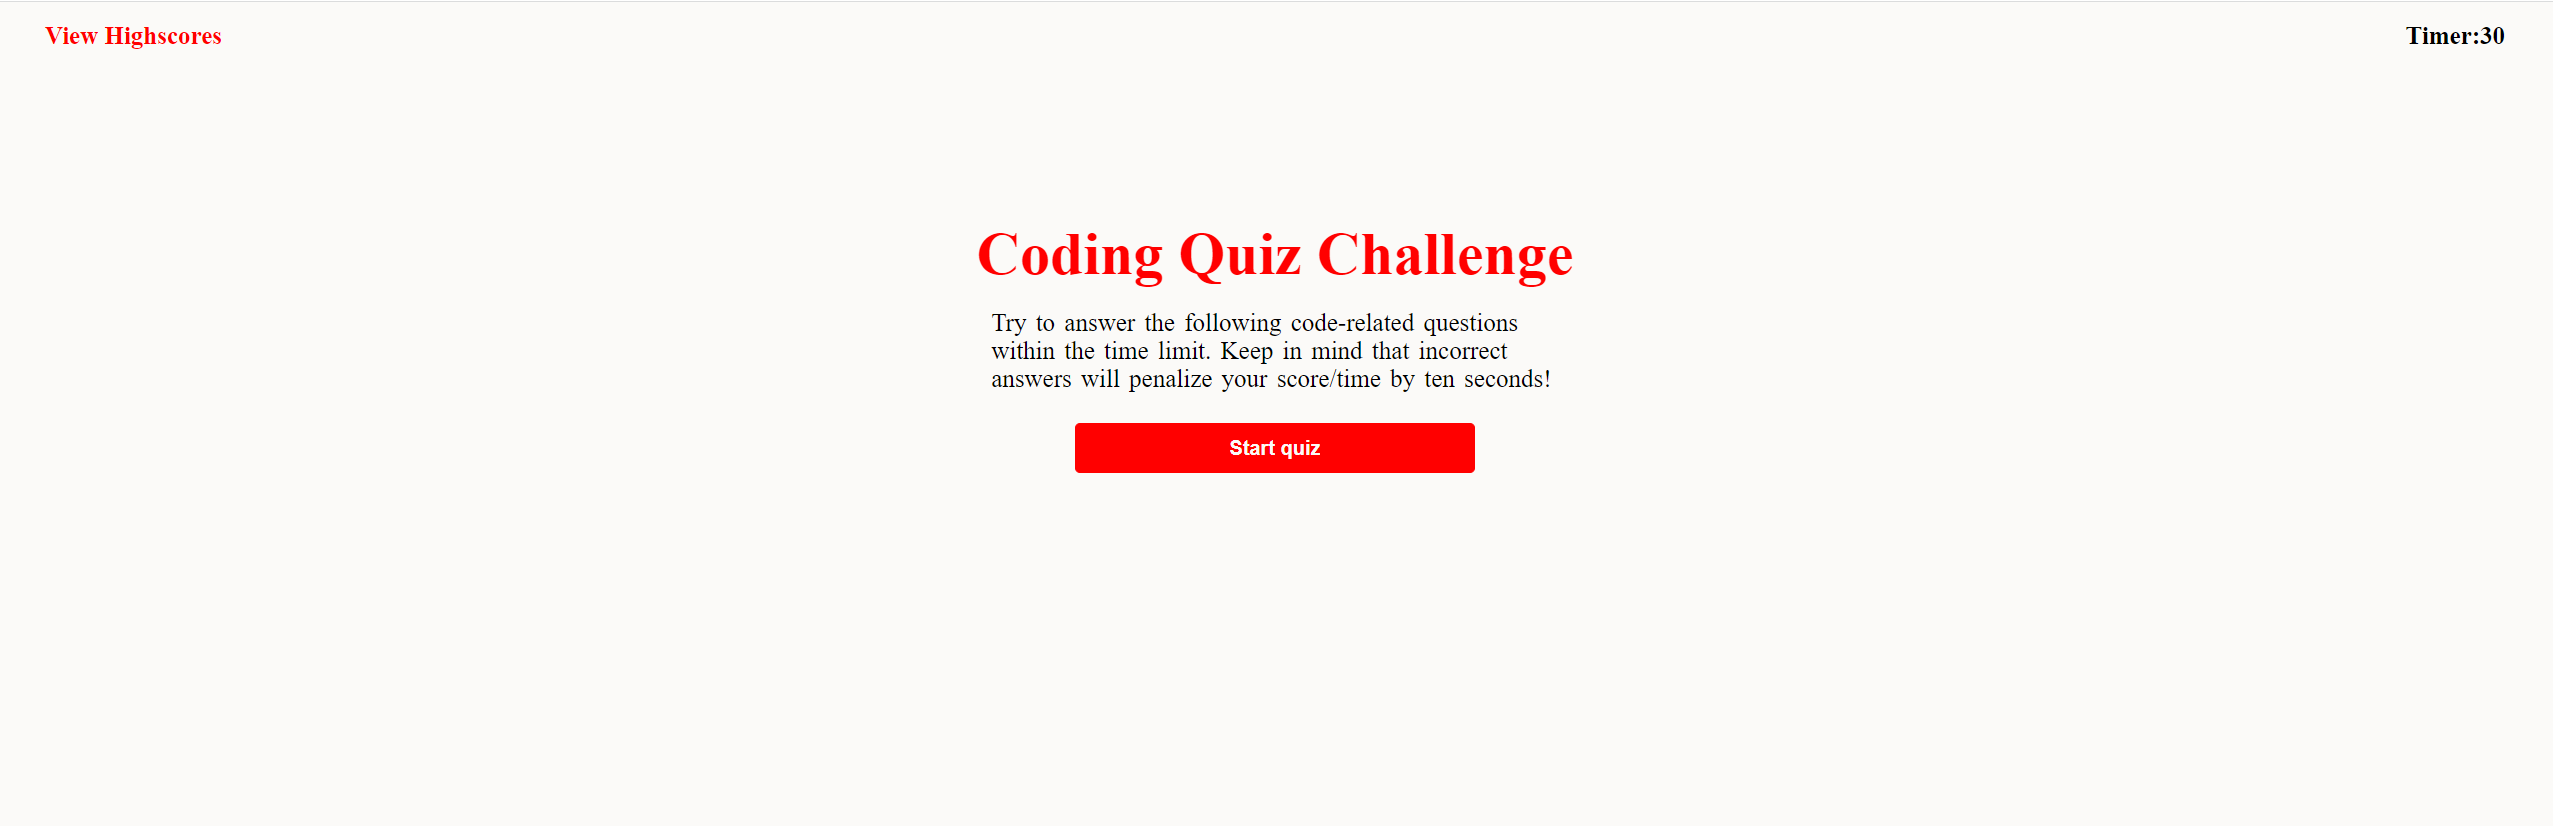 View Highscores
Timer:30
Coding Quiz Challenge
Try to answer the following code-related questions
within the time limit. Keep in mind that incorrect
answers will penalize your score/time by ten seconds!
Start quiz